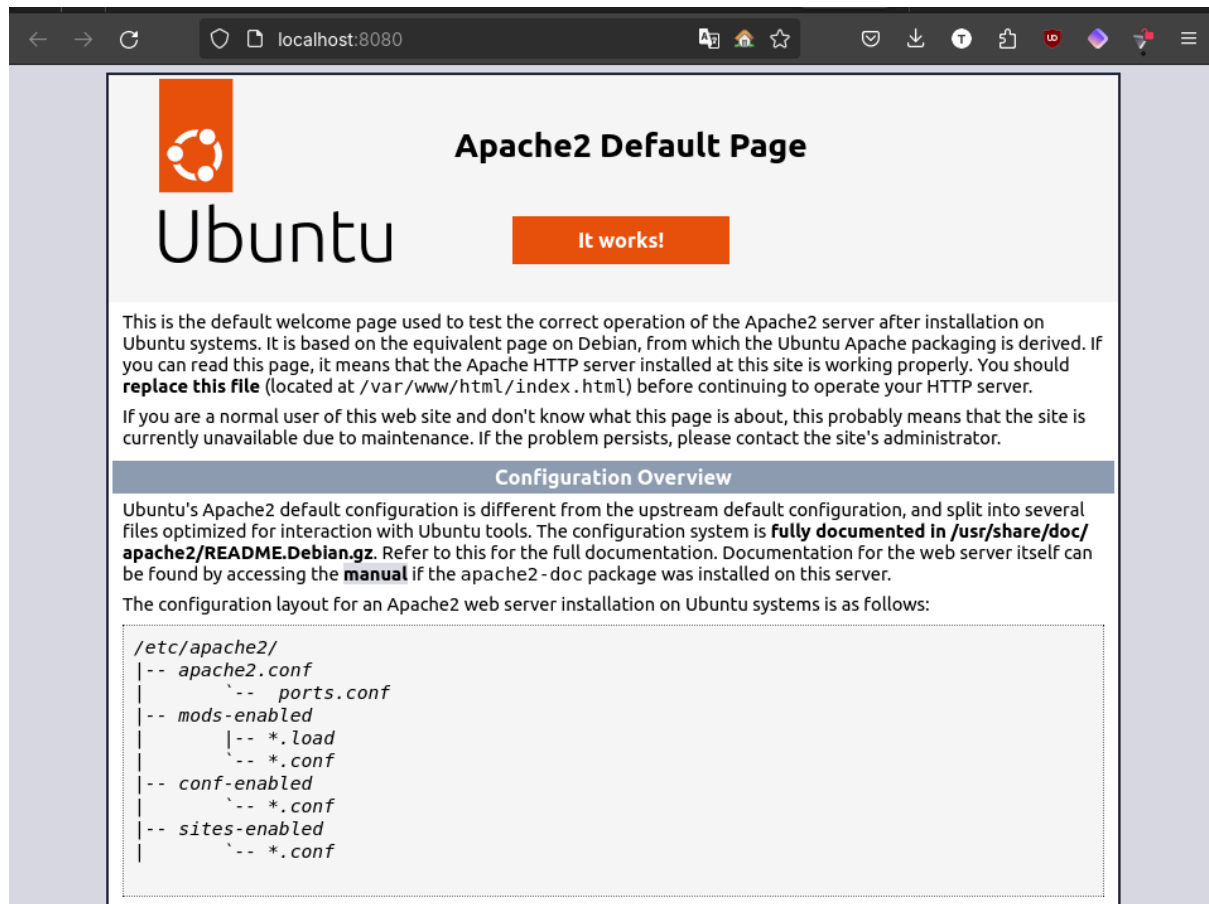 localhost:8080
Apache2 Default Page
Ubuntu
It works!
This is the default welcome page used to test the correct operation of the Apache2 server after installation on
Ubuntu systems. It is based on the equivalent page on Debian, from which the Ubuntu Apache packaging is derived. If
you can read this page, it means that the Apache HTTP server installed at this site is working properly. You should
replace this file (located at /var/www/html/index.html) before continuing to operate your HTTP server.
If you are a normal user of this web site and don't know what this page is about, this probably means that the site is
currently unavailable due to maintenance. If the problem persists, please contact the site's administrator.
Configuration Overview
Ubuntu's Apache2 default configuration is different from the upstream default configuration, and split into several
files optimized for interaction with Ubuntu tools. The configuration system is fully documented in /usr/share/doc/
apache2/README.Debian.gz. Refer to this for the full documentation. Documentation for the web server itself can
be found by accessing the manual if the apache2-doc package was installed on this server.
The configuration layout for an Apache2 web server installation on Ubuntu systems is as follows:
/etc/apache2/
|-- apache2.conf
|       `--  ports.conf
|-- mods-enabled
|       |-- *.load
|       `-- *.conf
|-- conf-enabled
|       `-- *.conf
|-- sites-enabled
|       `-- *.conf